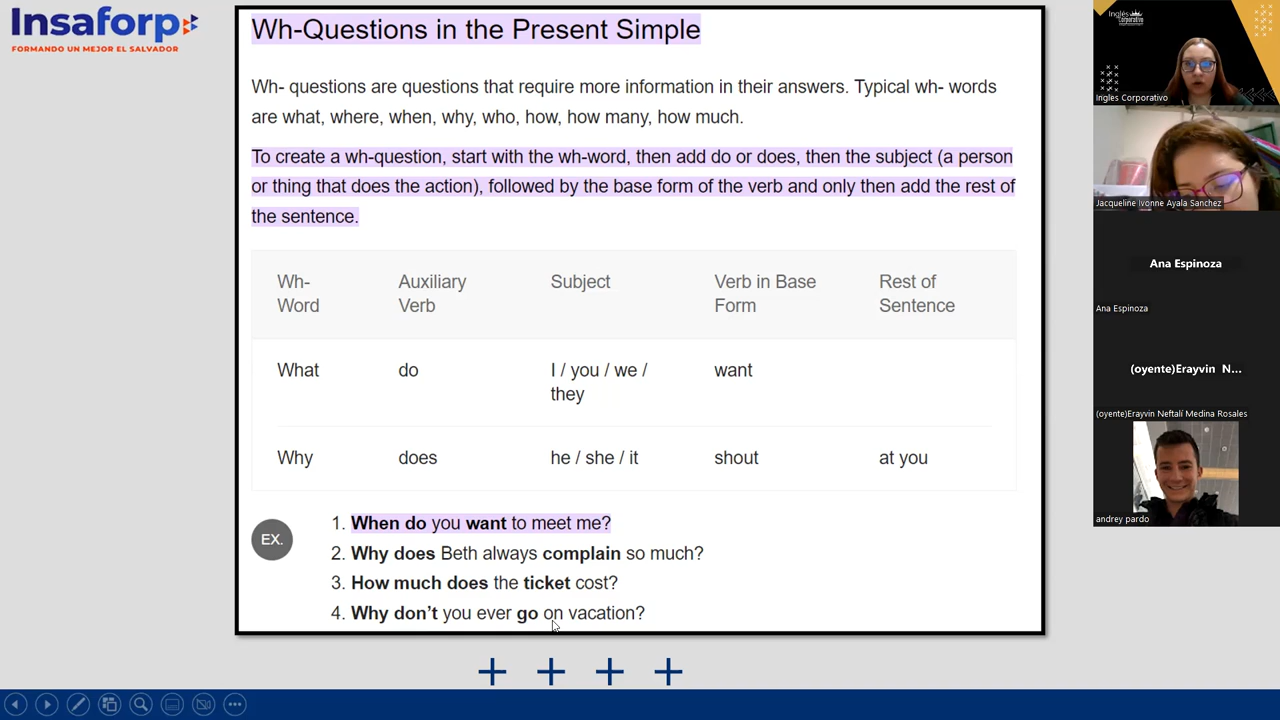 Insaforp
FORMANDO UN MEJOR EL SALVADOR
Wh-Questions in the Present Simple
Wh- questions are questions that require more information in their answers. Typical wh- words
are what, where, when, why, who, how, how many, how much.
To create a wh-question, start with the wh-word, then add do or does, then the subject (a person
or thing that does the action), followed by the base form of the verb and only then add the rest of
the sentence.
Wh-
Word
Auxiliary
Verb
Subject
Verb in Base
Form
Rest of
Sentence
What
do
I / you / we /
they
want
Why
does
he / she / it
shout
at you
EX.
1. When do you want to meet me?
2. Why does Beth always complain so much?
3. How much does the ticket cost?
4. Why don't you ever go on vacation?
Inglés
Corporativo
Ingles Corporativo
Jacqueline Ivonne Ayala Sanchez
Ana Espinoza
Ana Espinoza
(oyente)Erayvin N...
(oyente)Erayvin Neftalí Medina Rosales
andrey pardo